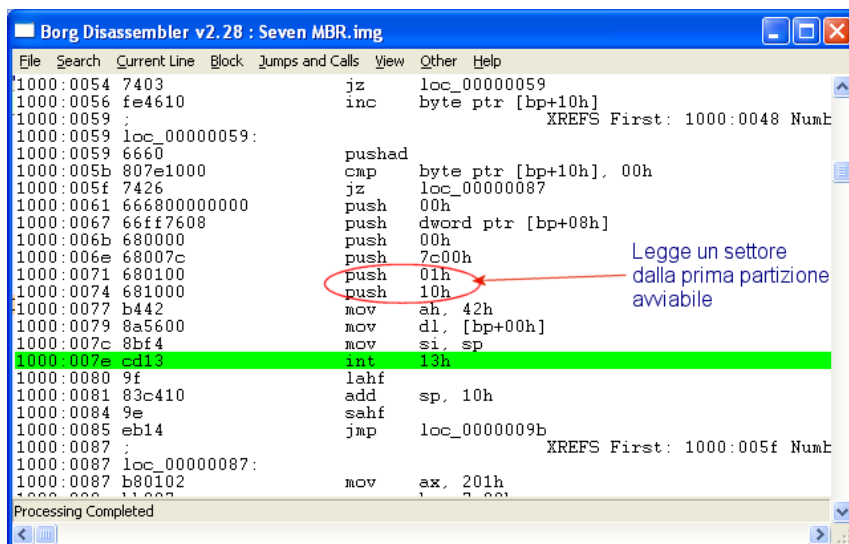 Borg Disassembler v2.28 : Seven MBR.img
File Search Current Line Block Jumps and Calls View Other Help
1000:0054 7403 jz loc_00000059
1000:0056 fe4610 inc byte ptr [bp+10h]
1000:0059 ; XREFS First: 1000:0048 Numb
1000:0059 loc_00000059:
1000:0059 6660 pushad
1000:005b 807e1000 cmp byte ptr [bp+10h], 00h
1000:005f 7426 jz loc_00000087
1000:0061 666800000000 push 00h
1000:0067 66ff7608 push dword ptr [bp+08h]
1000:006b 680000 push 00h
1000:006e 68007c push 7c00h
1000:0071 680100 push 01h
1000:0074 681000 push 10h
1000:0077 b442 mov ah, 42h
1000:0079 8a5600 mov dl, [bp+00h]
1000:007c 8bf4 mov si, sp
1000:007e cd13 int 13h
1000:0080 9f lahf
1000:0081 83c410 add sp, 10h
1000:0084 9e sahf
1000:0085 eb14 jmp loc_0000009b
1000:0087 ; XREFS First: 1000:005f Numb
1000:0087 loc_00000087:
1000:0087 b80102 mov ax, 201h
Legge un settore
dalla prima partizione
avviabile
Processing Completed